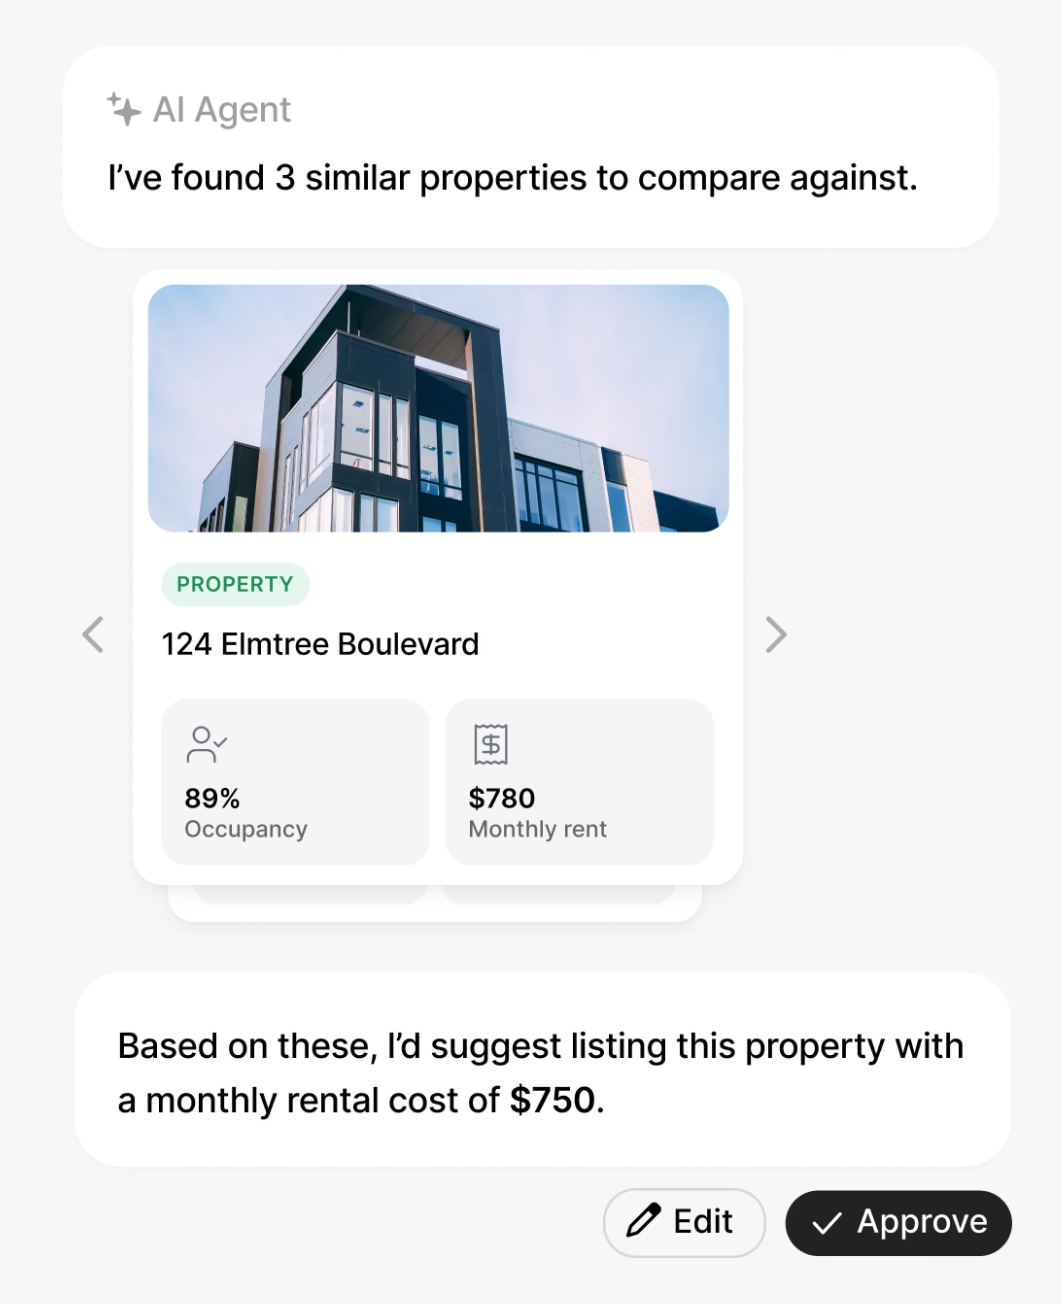 AI Agent
I’ve found 3 similar properties to compare against.
PROPERTY
124 Elmtree Boulevard
89%
Occupancy
$780
Monthly rent
Based on these, I’d suggest listing this property with
a monthly rental cost of $750.
Edit
Approve